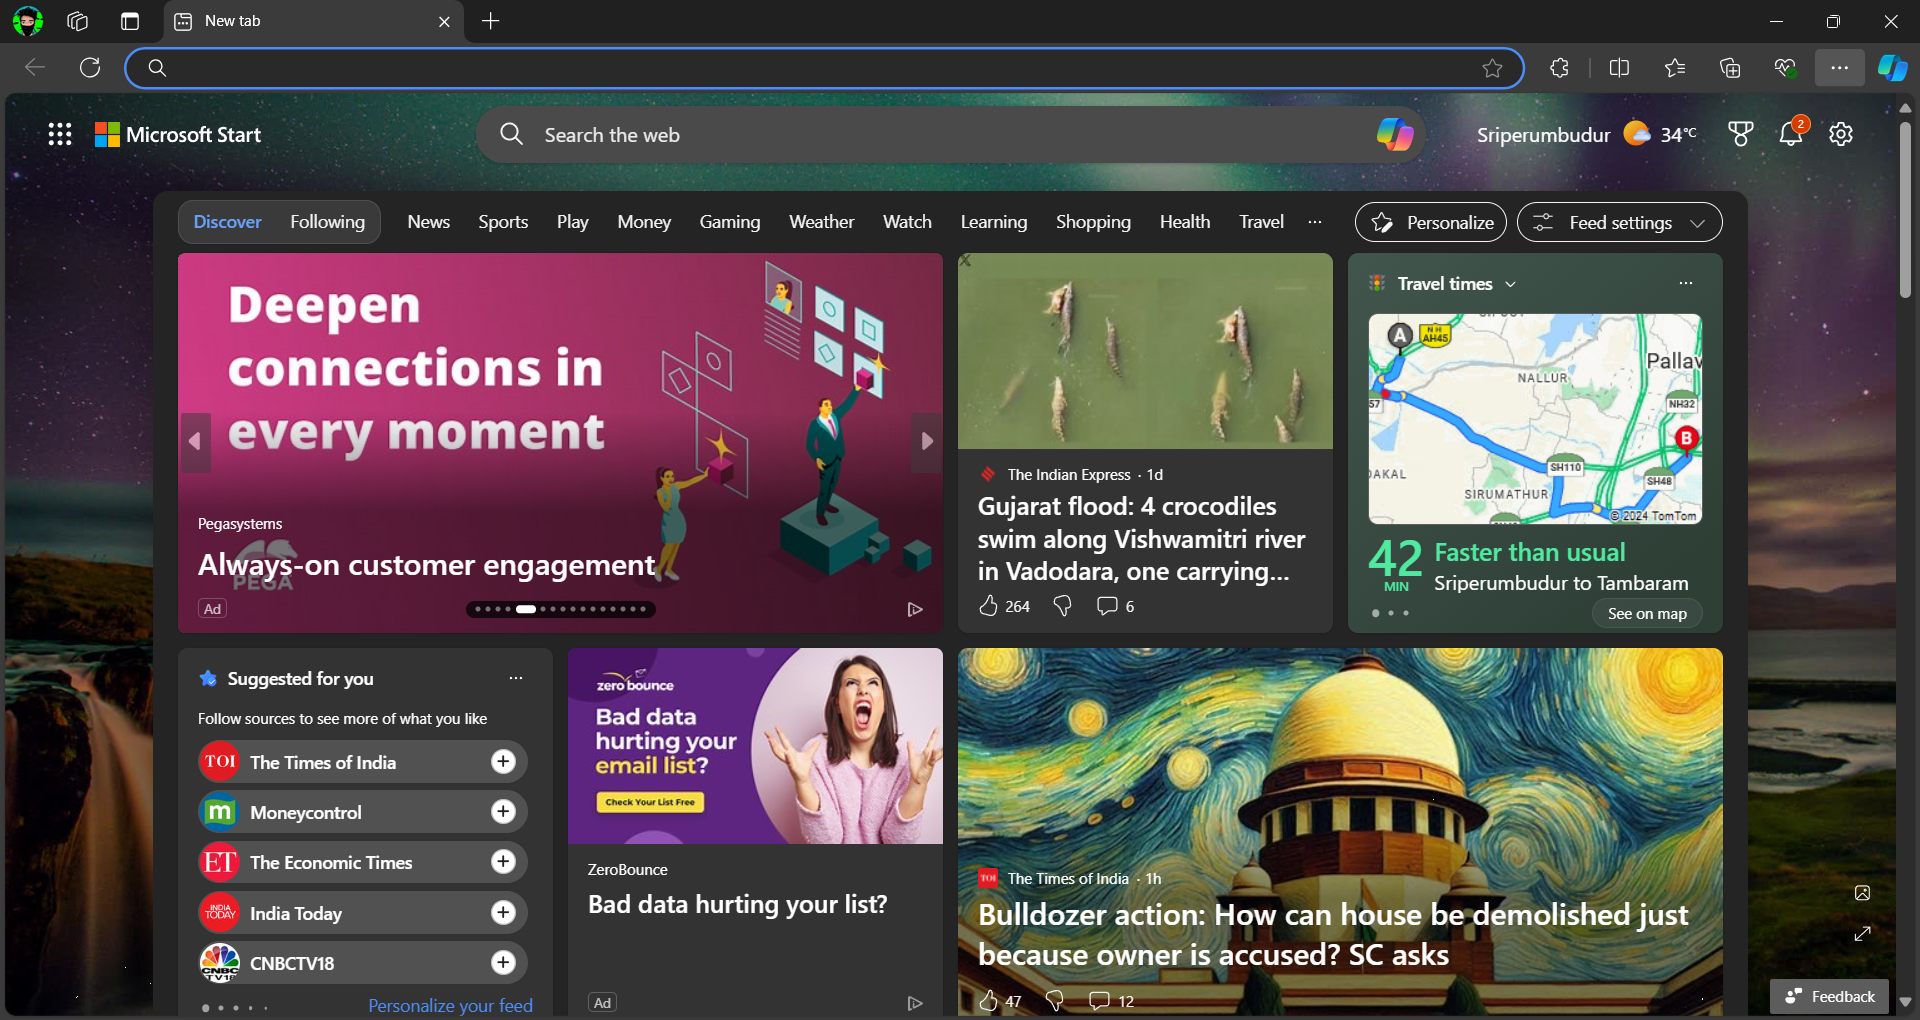 New tab
Microsoft Start
Search the web
Sriperumbudur 34°C
2
Discover Following News Sports Play Money Gaming Weather Watch Learning Shopping Health Travel ... Personalize Feed settings
Deepen
connections in
every moment
Pegasystems
PEGA
Always-on customer engagement
Ad
The Indian Express · 1d
Gujarat flood: 4 crocodiles
swim along Vishwamitri river
in Vadodara, one carrying...
264 6
Travel times
A
NH
AH45
Pallav
NALLUR
57
NH32
B
SH110
DAKAL
SH48
SIRUMATHUR
© 2024 TomTom
42 Faster than usual
MIN Sriperumbudur to Tambaram
See on map
Suggested for you
Follow sources to see more of what you like
TOI The Times of India
m Moneycontrol
ET The Economic Times
INDIA
TODAY India Today
CNBC
TV18 CNBCTV18
Personalize your feed
zero bounce
Bad data
hurting your
email list?
Check Your List Free
ZeroBounce
Bad data hurting your list?
Ad
TOI The Times of India · 1h
Bulldozer action: How can house be demolished just
because owner is accused? SC asks
47 12
Feedback